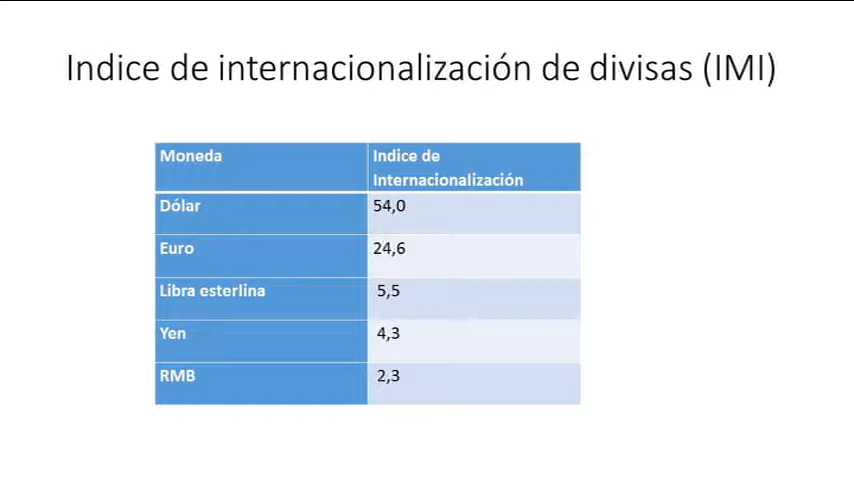 Indice de internacionalización de divisas (IMI)
Moneda Indice de
Internacionalización
Dólar 54,0
Euro 24,6
Libra esterlina 5,5
Yen 4,3
RMB 2,3